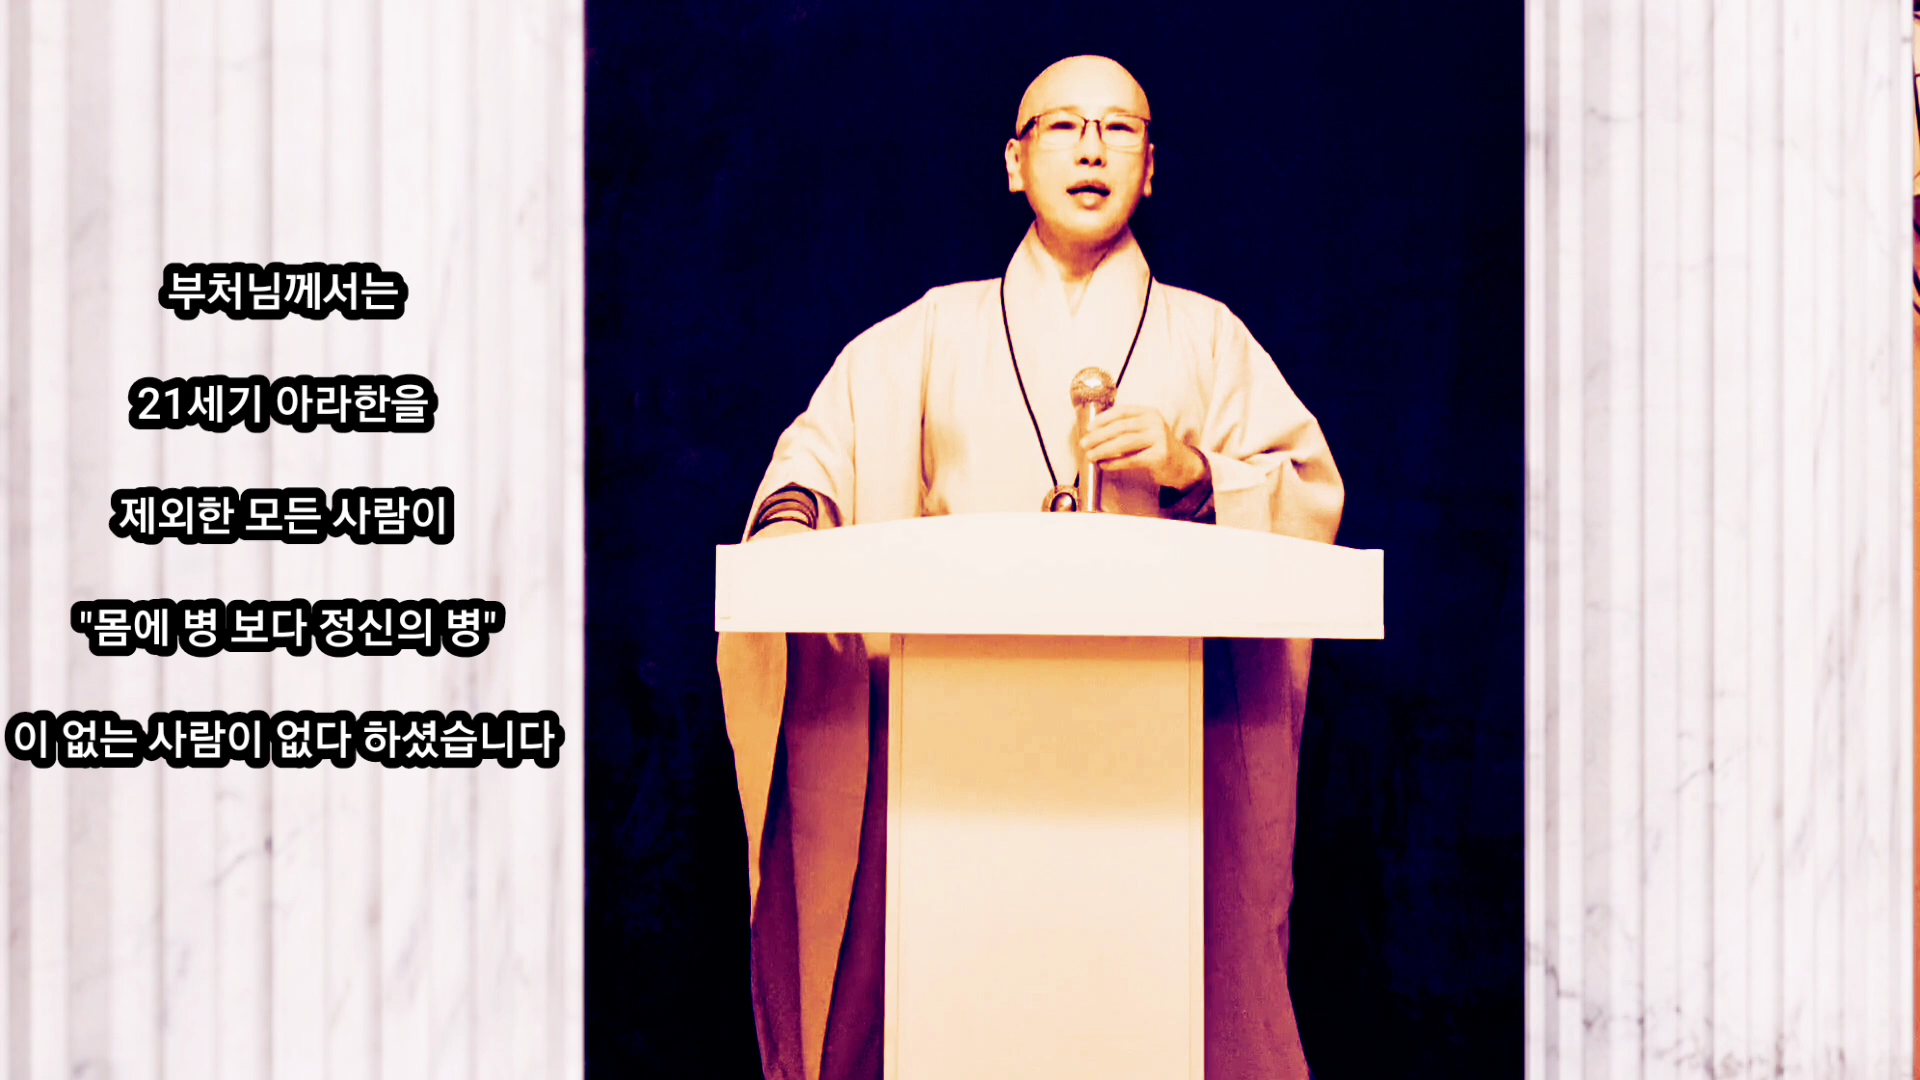 부처님께서는
21세기 아라한을
제외한 모든 사람이
"몸에 병 보다 정신의 병"
이 없는 사람이 없다 하셨습니다